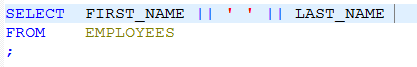 SELECT  FIRST_NAME || ' ' || LAST_NAME
FROM    EMPLOYEES
;